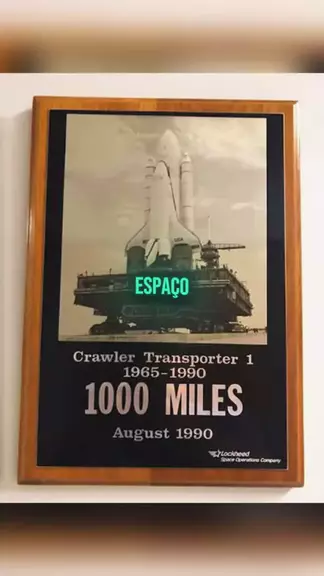 ESPAÇO
Crawler Transporter 1
1965-1990
1000 MILES
August 1990
Lockheed
Space Operations Company